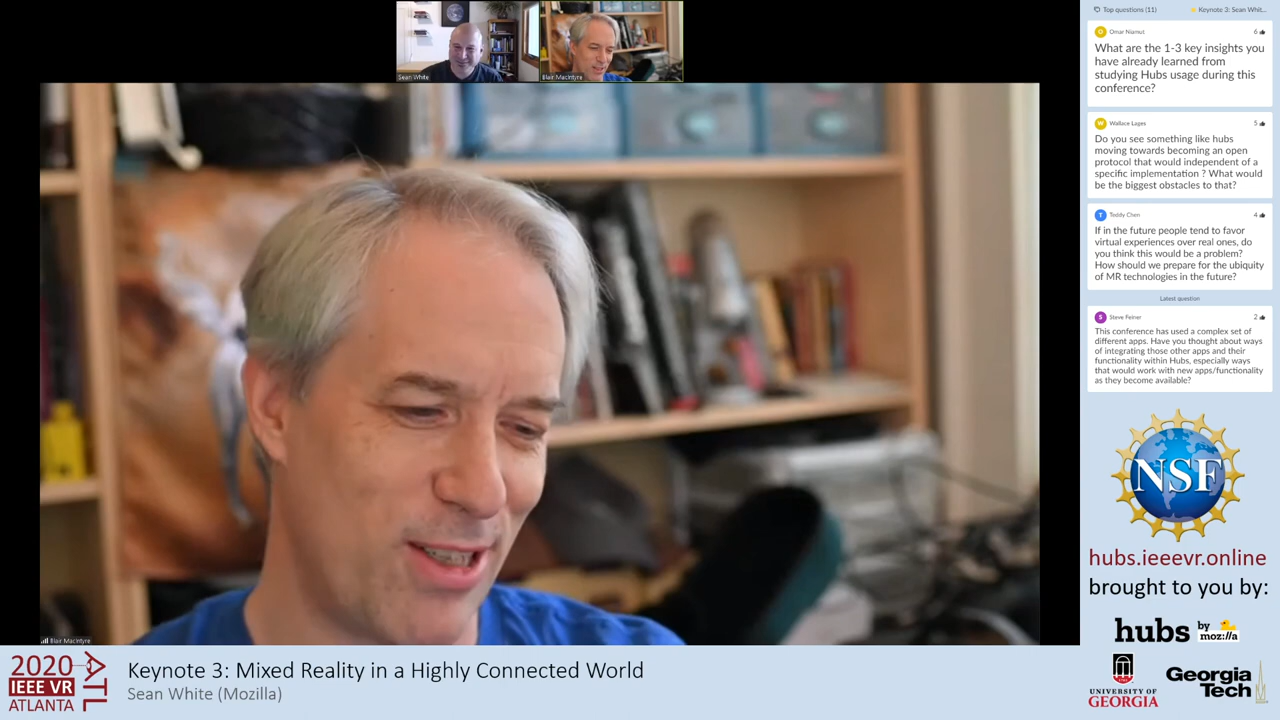 Sean White
Blair MacIntyre
Blair MacIntyre
Top questions (11)
Keynote 3: Sean Whit...
O
Omar Niamut
6
What are the 1-3 key insights you
have already learned from
studying Hubs usage during this
conference?
W
Wallace Lages
5
Do you see something like hubs
moving towards becoming an open
protocol that would independent of a
specific implementation ? What would
be the biggest obstacles to that?
T
Teddy Chen
4
If in the future people tend to favor
virtual experiences over real ones, do
you think this would be a problem?
How should we prepare for the ubiquity
of MR technologies in the future?
Latest question
S
Steve Feiner
2
This conference has used a complex set of
different apps. Have you thought about ways
of integrating those other apps and their
functionality within Hubs, especially ways
that would work with new apps/functionality
as they become available?
NSF
hubs.ieeevr.online
brought to you by:
hubs by moz://a
UNIVERSITY OF
GEORGIA
Georgia
Tech
2020
IEEE VR
ATLANTA
ATL
Keynote 3: Mixed Reality in a Highly Connected World
Sean White (Mozilla)